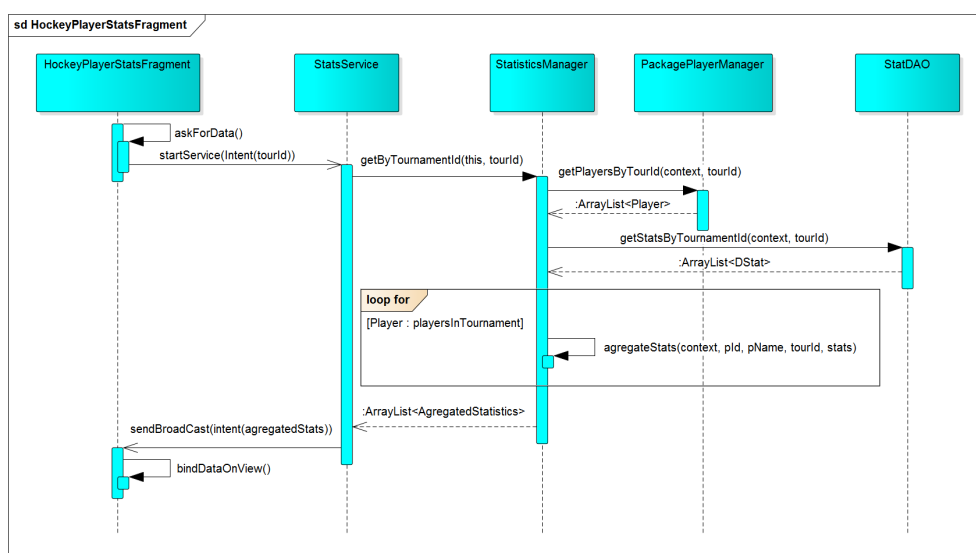 sd HockeyPlayerStatsFragment
HockeyPlayerStatsFragment
StatsService
StatisticsManager
PackagePlayerManager
StatDAO
askForData()
startService(Intent(tourId))
getByTournamentId(this, tourId)
getPlayersByTourId(context, tourId)
:ArrayList<Player>
getStatsByTournamentId(context, tourId)
:ArrayList<DStat>
loop for
[Player : playersInTournament]
agregateStats(context, pId, pName, tourId, stats)
:ArrayList<AgregatedStatistics>
sendBroadCast(intent(agregatedStats))
bindDataOnView()